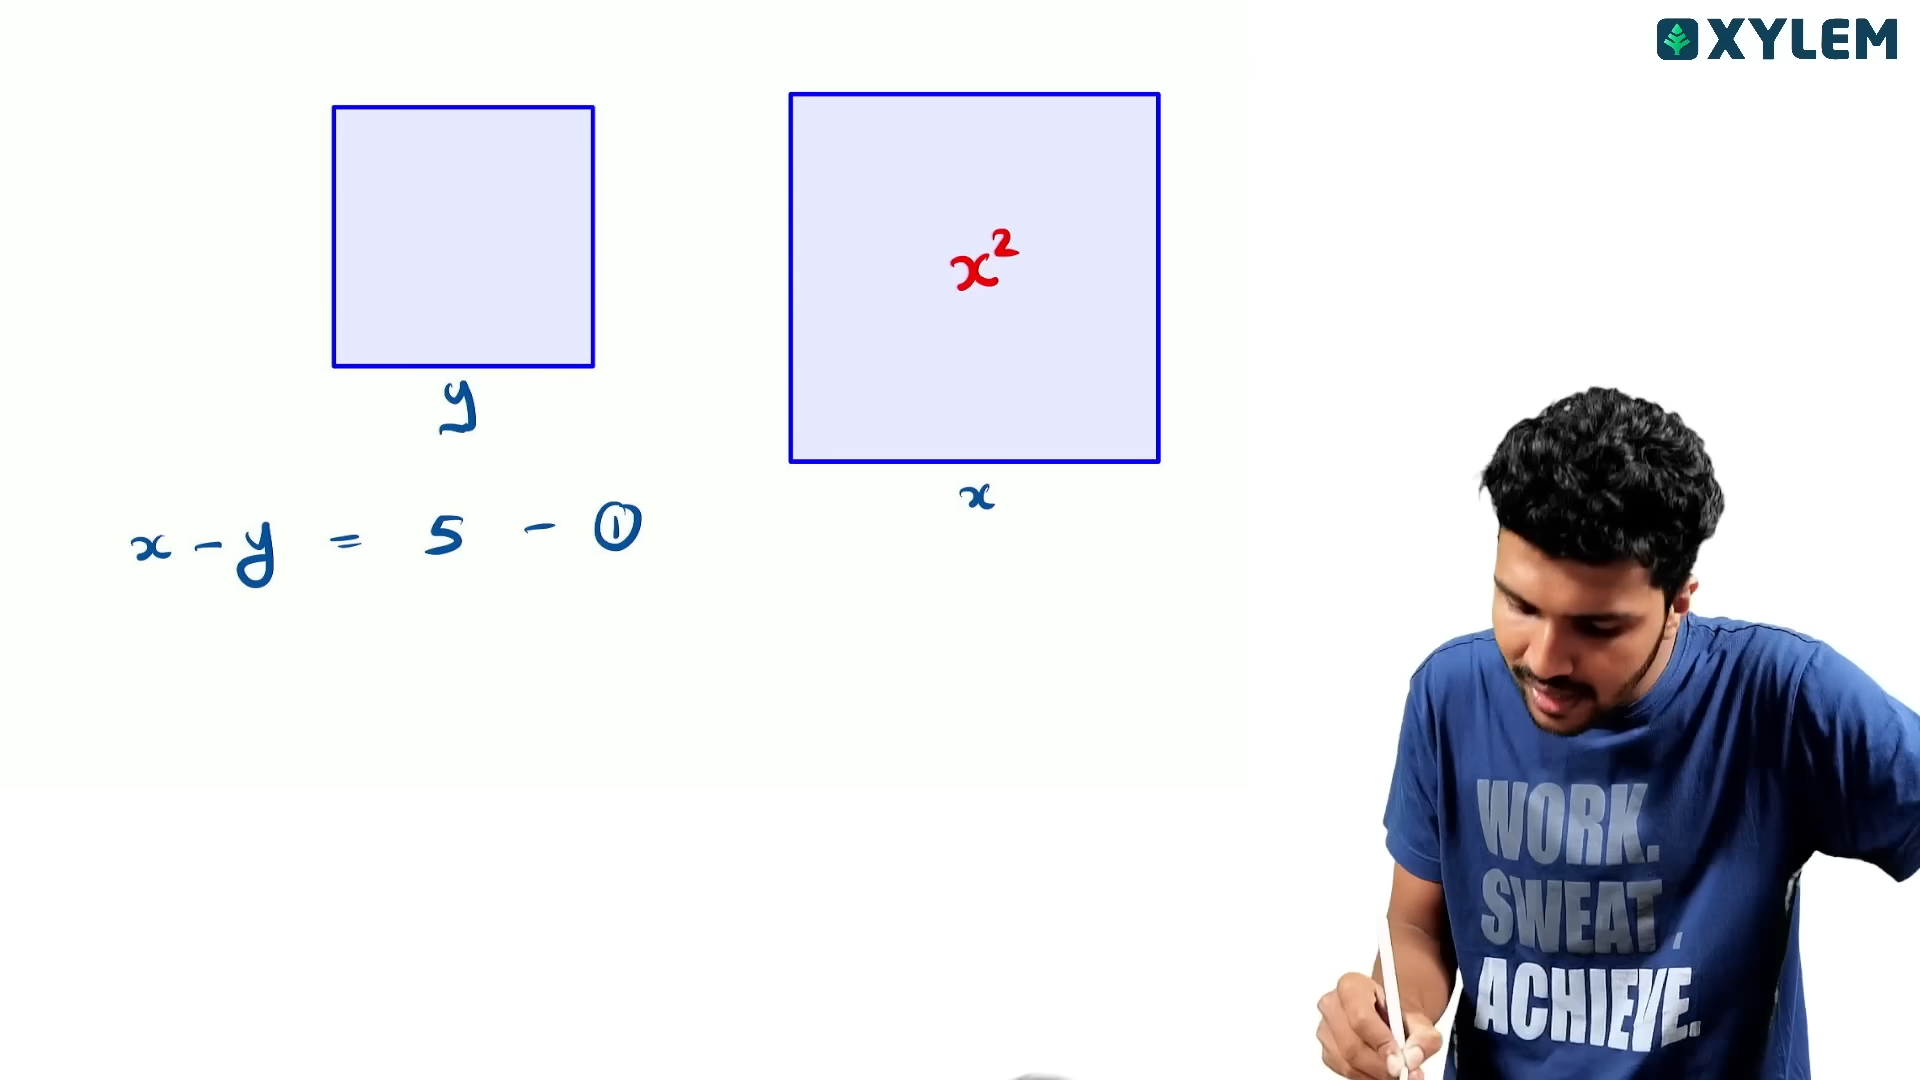 XYLEM
x²
y
x
x - y = 5 - ①
WORK.
SWEAT.
ACHIEVE.